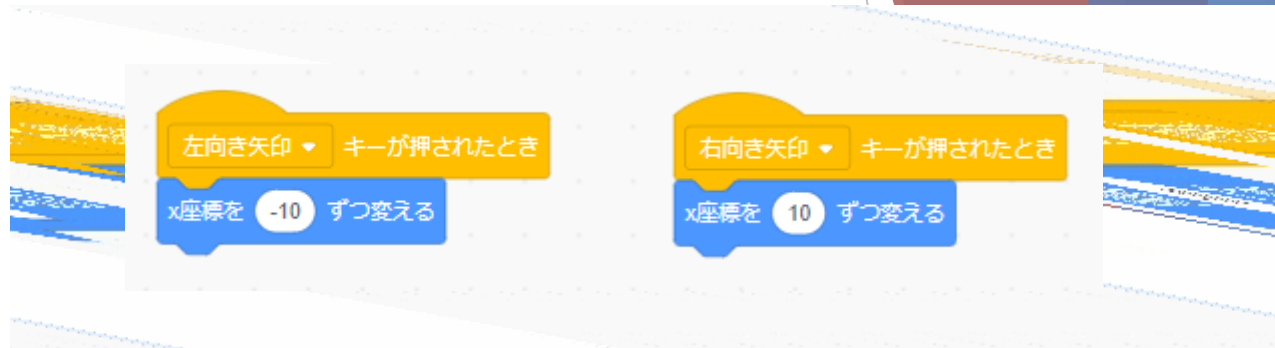 左向き矢印 キーが押されたとき
x座標を -10 ずつ変える
右向き矢印 キーが押されたとき
x座標を 10 ずつ変える